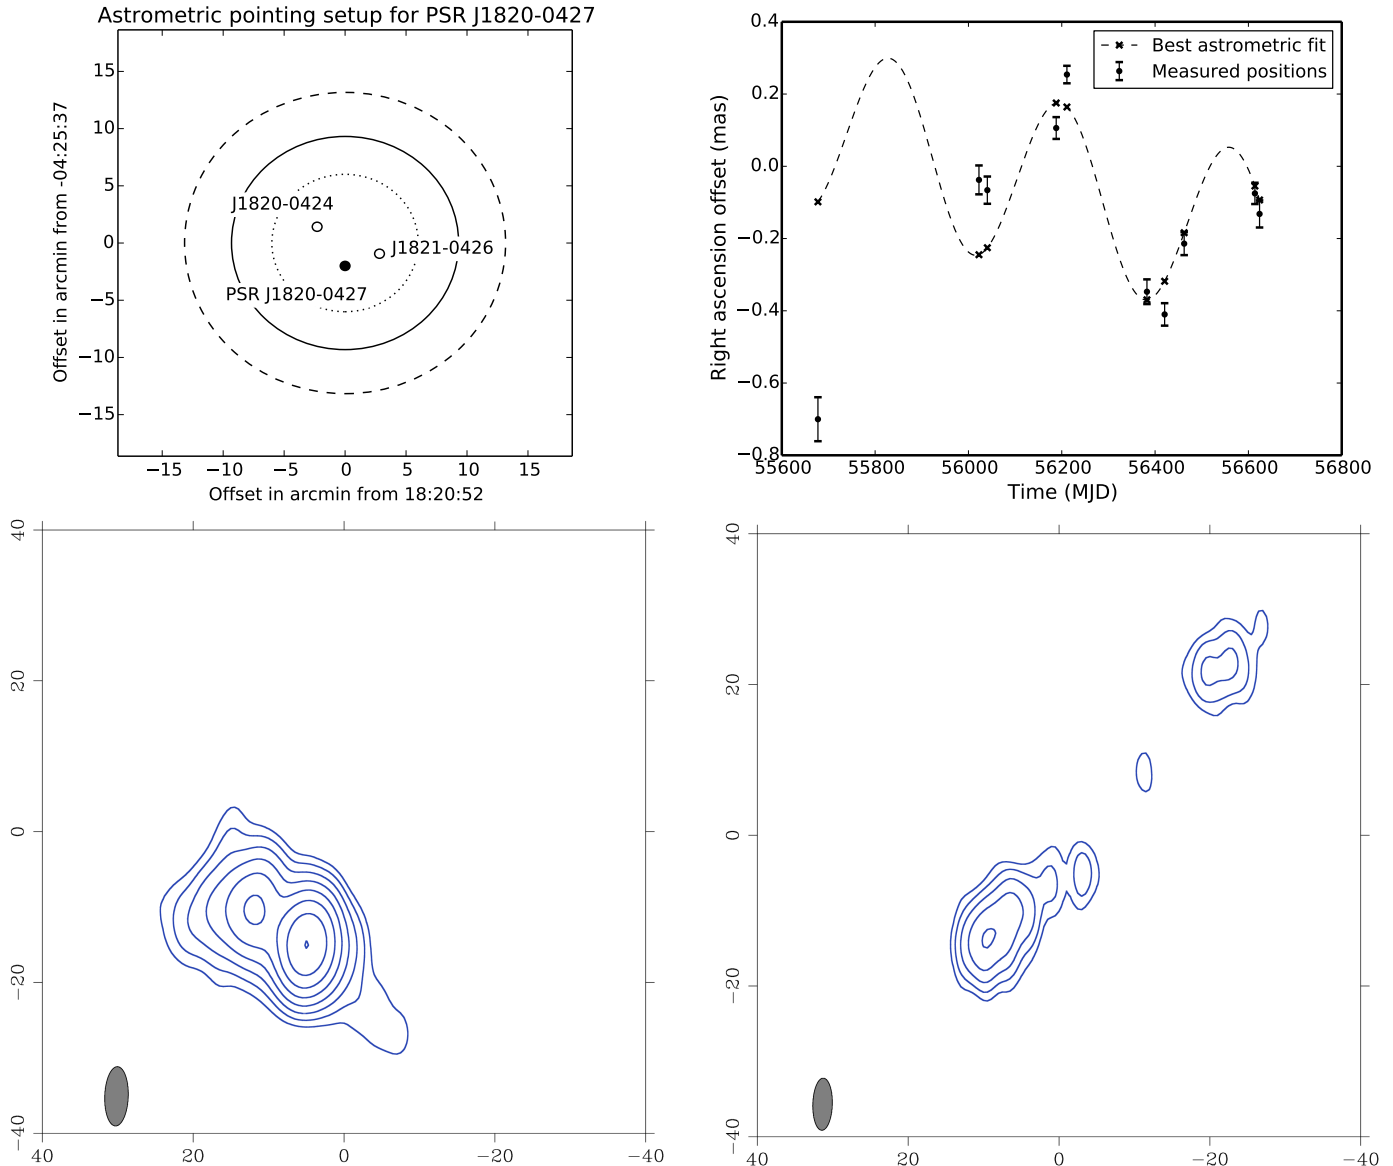 Astrometric pointing setup for PSR J1820-0427
Offset in arcmin from -04:25:37
15
10
5
0
−5
−10
−15
J1820-0424
J1821-0426
PSR J1820-0427
−15 −10 −5 0 5 10 15
Offset in arcmin from 18:20:52
Right ascension offset (mas)
0.4
0.2
0.0
−0.2
−0.4
−0.6
−0.8
Best astrometric fit
Measured positions
55600 55800 56000 56200 56400 56600 56800
Time (MJD)
40
20
0
−20
−40
40 20 0 −20 −40
40
20
0
−20
−40
40 20 0 −20 −40